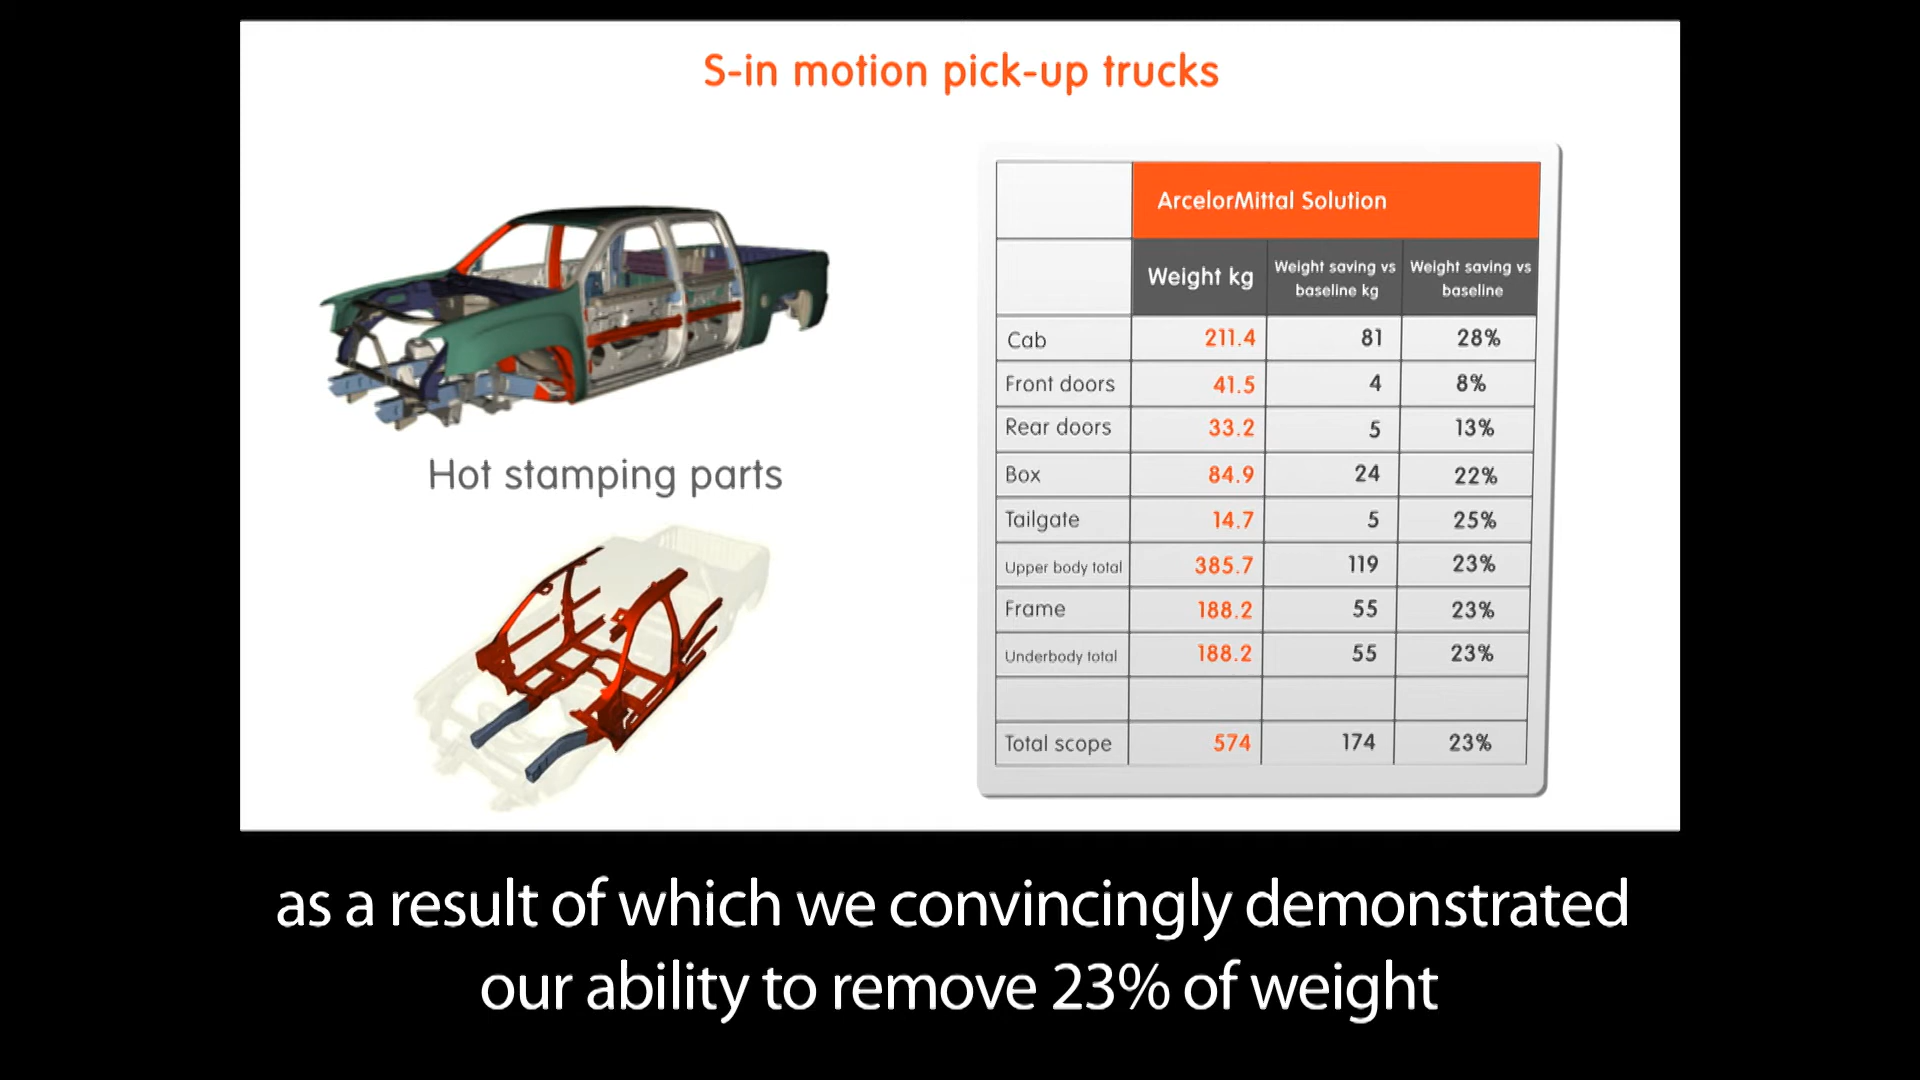 S-in motion pick-up trucks
Hot stamping parts
ArcelorMittal Solution
Weight kg
Weight saving vs baseline kg
Weight saving vs baseline
Cab 211.4 81 28%
Front doors 41.5 4 8%
Rear doors 33.2 5 13%
Box 84.9 24 22%
Tailgate 14.7 5 25%
Upper body total 385.7 119 23%
Frame 188.2 55 23%
Underbody total 188.2 55 23%
Total scope 574 174 23%
as a result of which we convincingly demonstrated
our ability to remove 23% of weight